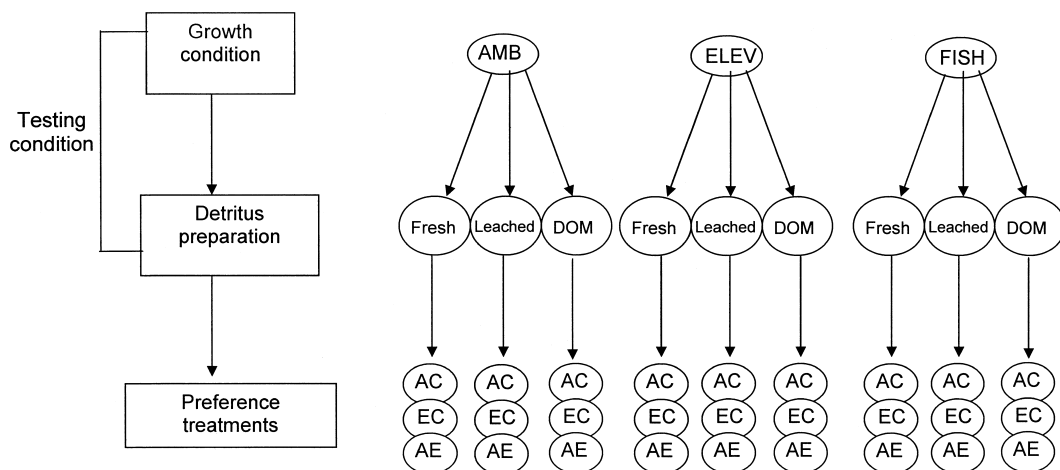 Growth
condition
Testing
condition
Detritus
preparation
Preference
treatments
AMB ELEV FISH
Fresh Leached DOM Fresh Leached DOM Fresh Leached DOM
AC AC AC AC AC AC AC AC AC
EC EC EC EC EC EC EC EC EC
AE AE AE AE AE AE AE AE AE